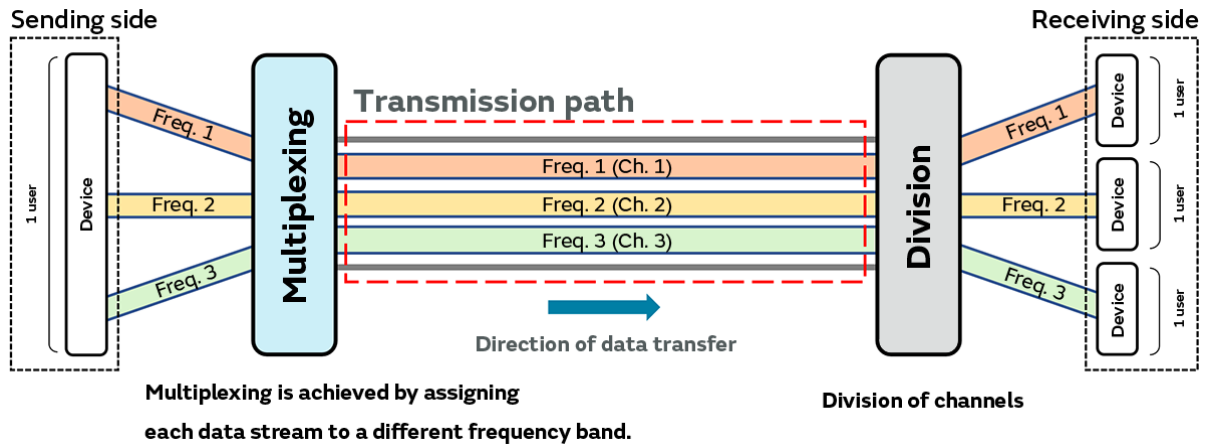 Sending side
Receiving side
1 user
Device
Freq. 1
Freq. 2
Freq. 3
Multiplexing
Transmission path
Freq. 1 (Ch. 1)
Freq. 2 (Ch. 2)
Freq. 3 (Ch. 3)
Direction of data transfer
Division
Freq. 1
Freq. 2
Freq. 3
Device
1 user
Device
1 user
Device
1 user
Multiplexing is achieved by assigning
each data stream to a different frequency band.
Division of channels